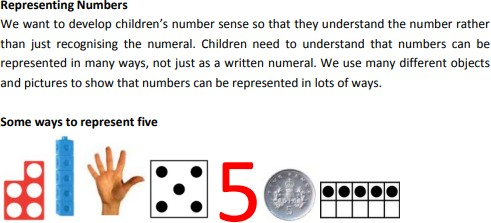 Representing Numbers
We want to develop children's number sense so that they understand the number rather
than just recognising the numeral. Children need to understand that numbers can be
represented in many ways, not just as a written numeral. We use many different objects
and pictures to show that numbers can be represented in lots of ways.
Some ways to represent five
5